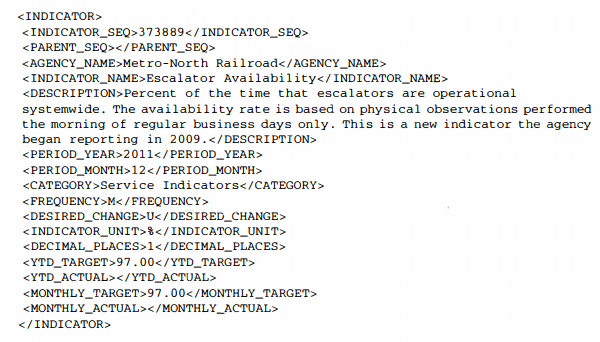 <INDICATOR>
<INDICATOR_SEQ>373889</INDICATOR_SEQ>
<PARENT_SEQ></PARENT_SEQ>
<AGENCY_NAME>Metro-North Railroad</AGENCY_NAME>
<INDICATOR_NAME>Escalator Availability</INDICATOR_NAME>
<DESCRIPTION>Percent of the time that escalators are operational
systemwide. The availability rate is based on physical observations performed
the morning of regular business days only. This is a new indicator the agency
began reporting in 2009.</DESCRIPTION>
<PERIOD_YEAR>2011</PERIOD_YEAR>
<PERIOD_MONTH>12</PERIOD_MONTH>
<CATEGORY>Service Indicators</CATEGORY>
<FREQUENCY>M</FREQUENCY>
<DESIRED_CHANGE>U</DESIRED_CHANGE>
<INDICATOR_UNIT>%</INDICATOR_UNIT>
<DECIMAL_PLACES>1</DECIMAL_PLACES>
<YTD_TARGET>97.00</YTD_TARGET>
<YTD_ACTUAL></YTD_ACTUAL>
<MONTHLY_TARGET>97.00</MONTHLY_TARGET>
<MONTHLY_ACTUAL></MONTHLY_ACTUAL>
</INDICATOR>